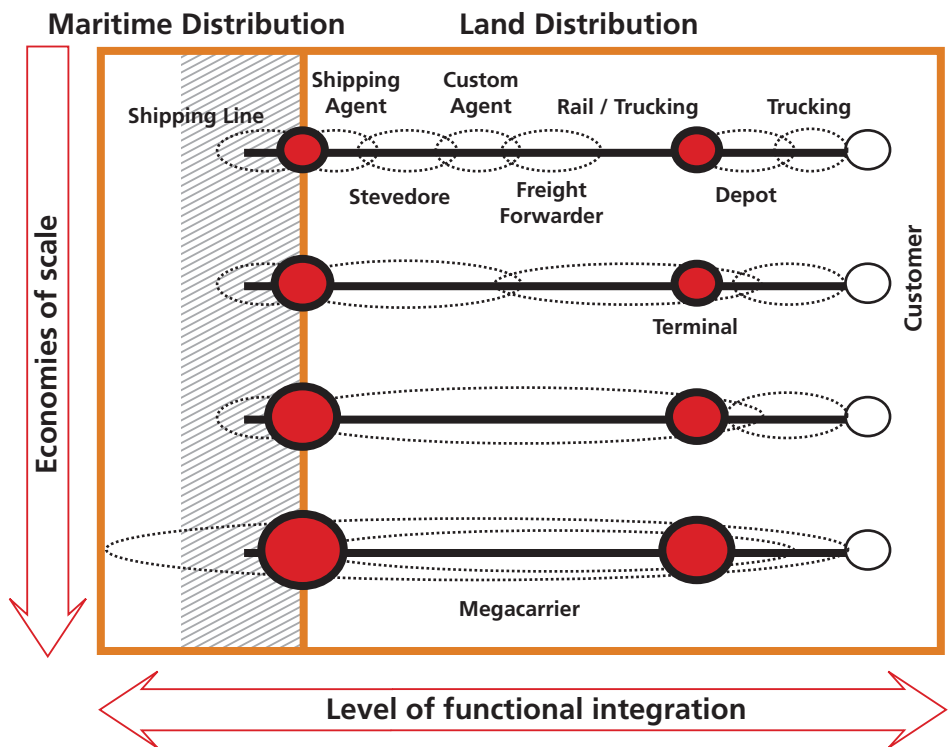 Maritime Distribution
Land Distribution
Shipping
Agent
Custom
Agent
Shipping Line
Rail / Trucking
Trucking
Stevedore
Freight
Forwarder
Depot
Economies of scale
Customer
Terminal
Megacarrier
Level of functional integration